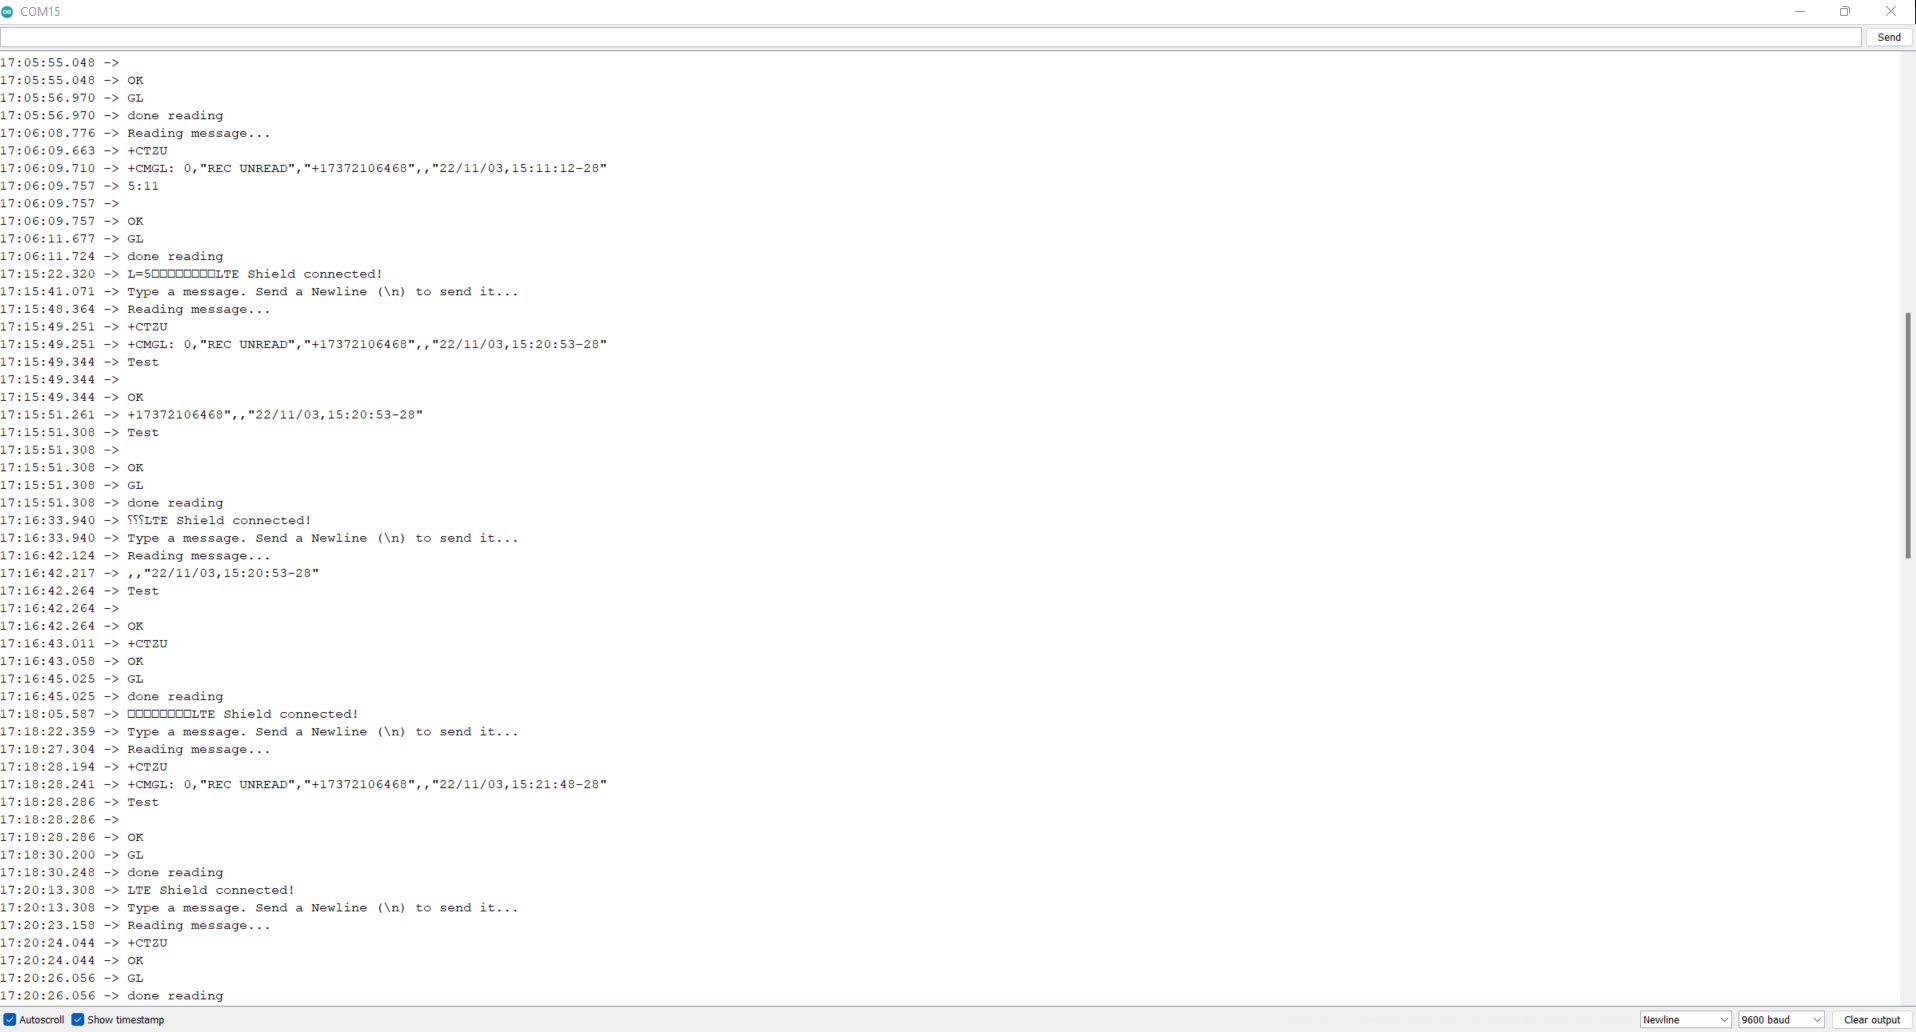 COM15
Send
17:05:55.048 ->
17:05:55.048 -> OK
17:05:56.970 -> GL
17:05:56.970 -> done reading
17:06:08.776 -> Reading message...
17:06:09.663 -> +CTZU
17:06:09.710 -> +CMGL: 0,"REC UNREAD","+17372106468",,"22/11/03,15:11:12-28"
17:06:09.757 -> 5:11
17:06:09.757 ->
17:06:09.757 -> OK
17:06:11.677 -> GL
17:06:11.724 -> done reading
17:15:22.320 -> L=5□□□□□□□□LTE Shield connected!
17:15:41.071 -> Type a message. Send a Newline (\n) to send it...
17:15:48.364 -> Reading message...
17:15:49.251 -> +CTZU
17:15:49.251 -> +CMGL: 0,"REC UNREAD","+17372106468",,"22/11/03,15:20:53-28"
17:15:49.344 -> Test
17:15:49.344 ->
17:15:49.344 -> OK
17:15:51.261 -> +17372106468",,"22/11/03,15:20:53-28"
17:15:51.308 -> Test
17:15:51.308 ->
17:15:51.308 -> OK
17:15:51.308 -> GL
17:15:51.308 -> done reading
17:16:33.940 -> ⸮⸮⸮LTE Shield connected!
17:16:33.940 -> Type a message. Send a Newline (\n) to send it...
17:16:42.124 -> Reading message...
17:16:42.217 -> ,,"22/11/03,15:20:53-28"
17:16:42.264 -> Test
17:16:42.264 ->
17:16:42.264 -> OK
17:16:43.011 -> +CTZU
17:16:43.058 -> OK
17:16:45.025 -> GL
17:16:45.025 -> done reading
17:18:05.587 -> □□□□□□□□LTE Shield connected!
17:18:22.359 -> Type a message. Send a Newline (\n) to send it...
17:18:27.304 -> Reading message...
17:18:28.194 -> +CTZU
17:18:28.241 -> +CMGL: 0,"REC UNREAD","+17372106468",,"22/11/03,15:21:48-28"
17:18:28.286 -> Test
17:18:28.286 ->
17:18:28.286 -> OK
17:18:30.200 -> GL
17:18:30.248 -> done reading
17:20:13.308 -> LTE Shield connected!
17:20:13.308 -> Type a message. Send a Newline (\n) to send it...
17:20:23.158 -> Reading message...
17:20:24.044 -> +CTZU
17:20:24.044 -> OK
17:20:26.056 -> GL
17:20:26.056 -> done reading
Autoscroll Show timestamp Newline 9600 baud Clear output